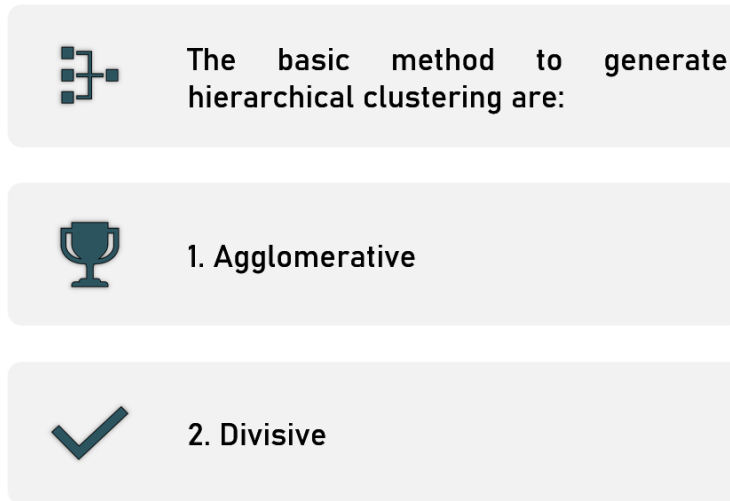 The basic method to generate
hierarchical clustering are:
1. Agglomerative
2. Divisive